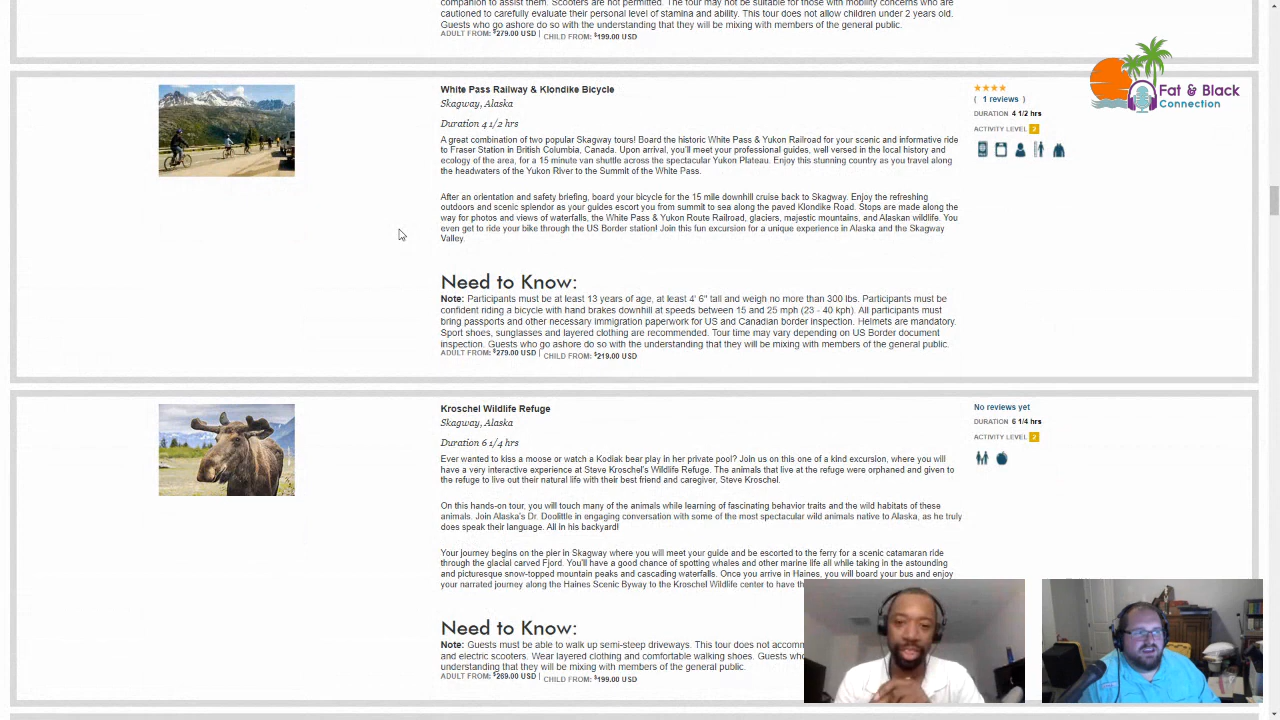 companion to assist them. Scooters are not permitted. The tour may not be suitable for those with mobility concerns who are
cautioned to carefully evaluate their personal level of stamina and ability. This tour does not allow children under 2 years old.
Guests who go ashore do so with the understanding that they will be mixing with members of the general public.
ADULT FROM: $279.00 USD | CHILD FROM: $199.00 USD
Fat & Black
Connection
White Pass Railway & Klondike Bicycle
Skagway, Alaska
Duration 4 1/2 hrs
A great combination of two popular Skagway tours! Board the historic White Pass & Yukon Railroad for your scenic and informative ride
to Fraser Station in British Columbia, Canada. Upon arrival, you'll meet your professional guides, well versed in the local history and
ecology of the area, for a 15 minute van shuttle across the spectacular Yukon Plateau. Enjoy this stunning country as you travel along
the headwaters of the Yukon River to the Summit of the White Pass.
After an orientation and safety briefing, board your bicycle for the 15 mile downhill cruise back to Skagway. Enjoy the refreshing
outdoors and scenic splendor as your guides escort you from summit to sea along the paved Klondike Road. Stops are made along the
way for photos and views of waterfalls, the White Pass & Yukon Route Railroad, glaciers, majestic mountains, and Alaskan wildlife. You
even get to ride your bike through the US Border station! Join this fun excursion for a unique experience in Alaska and the Skagway
Valley.
Need to Know:
Note: Participants must be at least 13 years of age, at least 4' 6" tall and weigh no more than 300 lbs. Participants must be
confident riding a bicycle with hand brakes downhill at speeds between 15 and 25 mph (23 - 40 kph). All participants must
bring passports and other necessary immigration paperwork for US and Canadian border inspection. Helmets are mandatory.
Sport shoes, sunglasses and layered clothing are recommended. Tour time may vary depending on US Border document
inspection. Guests who go ashore do so with the understanding that they will be mixing with members of the general public.
ADULT FROM: $279.00 USD | CHILD FROM: $219.00 USD
( 1 reviews )
DURATION 4 1/2 hrs
ACTIVITY LEVEL 2
Kroschel Wildlife Refuge
Skagway, Alaska
Duration 6 1/4 hrs
Ever wanted to kiss a moose or watch a Kodiak bear play in her private pool? Join us on this one of a kind excursion, where you will
have a very interactive experience at Steve Kroschel's Wildlife Refuge. The animals that live at the refuge were orphaned and given to
the refuge to live out their natural life with their best friend and caregiver, Steve Kroschel.
On this hands-on tour, you will touch many of the animals while learning of fascinating behavior traits and the wild habitats of these
animals. Join Alaska's Dr. Doolittle in engaging conversation with some of the most spectacular wild animals native to Alaska, as he truly
does speak their language. All in his backyard!
Your journey begins on the pier in Skagway where you will meet your guide and be escorted to the ferry for a scenic catamaran ride
through the glacial carved Fjord. You'll have a good chance of spotting whales and other marine life all while taking in the astounding
and picturesque snow-topped mountain peaks and cascading waterfalls. Once you arrive in Haines, you will board your bus and enjoy
your narrated journey along the Haines Scenic Byway to the Kroschel Wildlife center to have
Need to Know:
Note: Guests must be able to walk up semi-steep driveways. This tour does not
and electric scooters. Wear layered clothing and comfortable walking shoes. Guests
understanding that they will be mixing with members of the general public.
ADULT FROM: $269.00 USD | CHILD FROM: $199.00 USD
No reviews yet
DURATION 6 1/4 hrs
ACTIVITY LEVEL 2